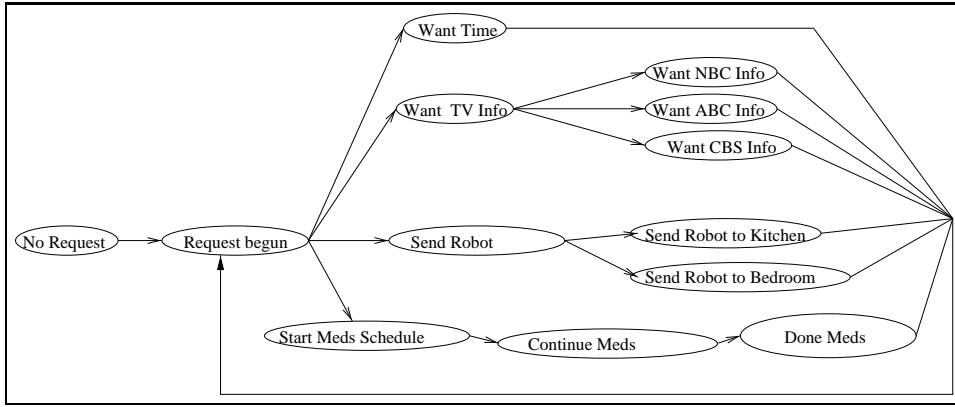 Want Time
Want NBC Info
Want TV Info
Want ABC Info
Want CBS Info
No Request
Request begun
Send Robot
Send Robot to Kitchen
Send Robot to Bedroom
Start Meds Schedule
Continue Meds
Done Meds